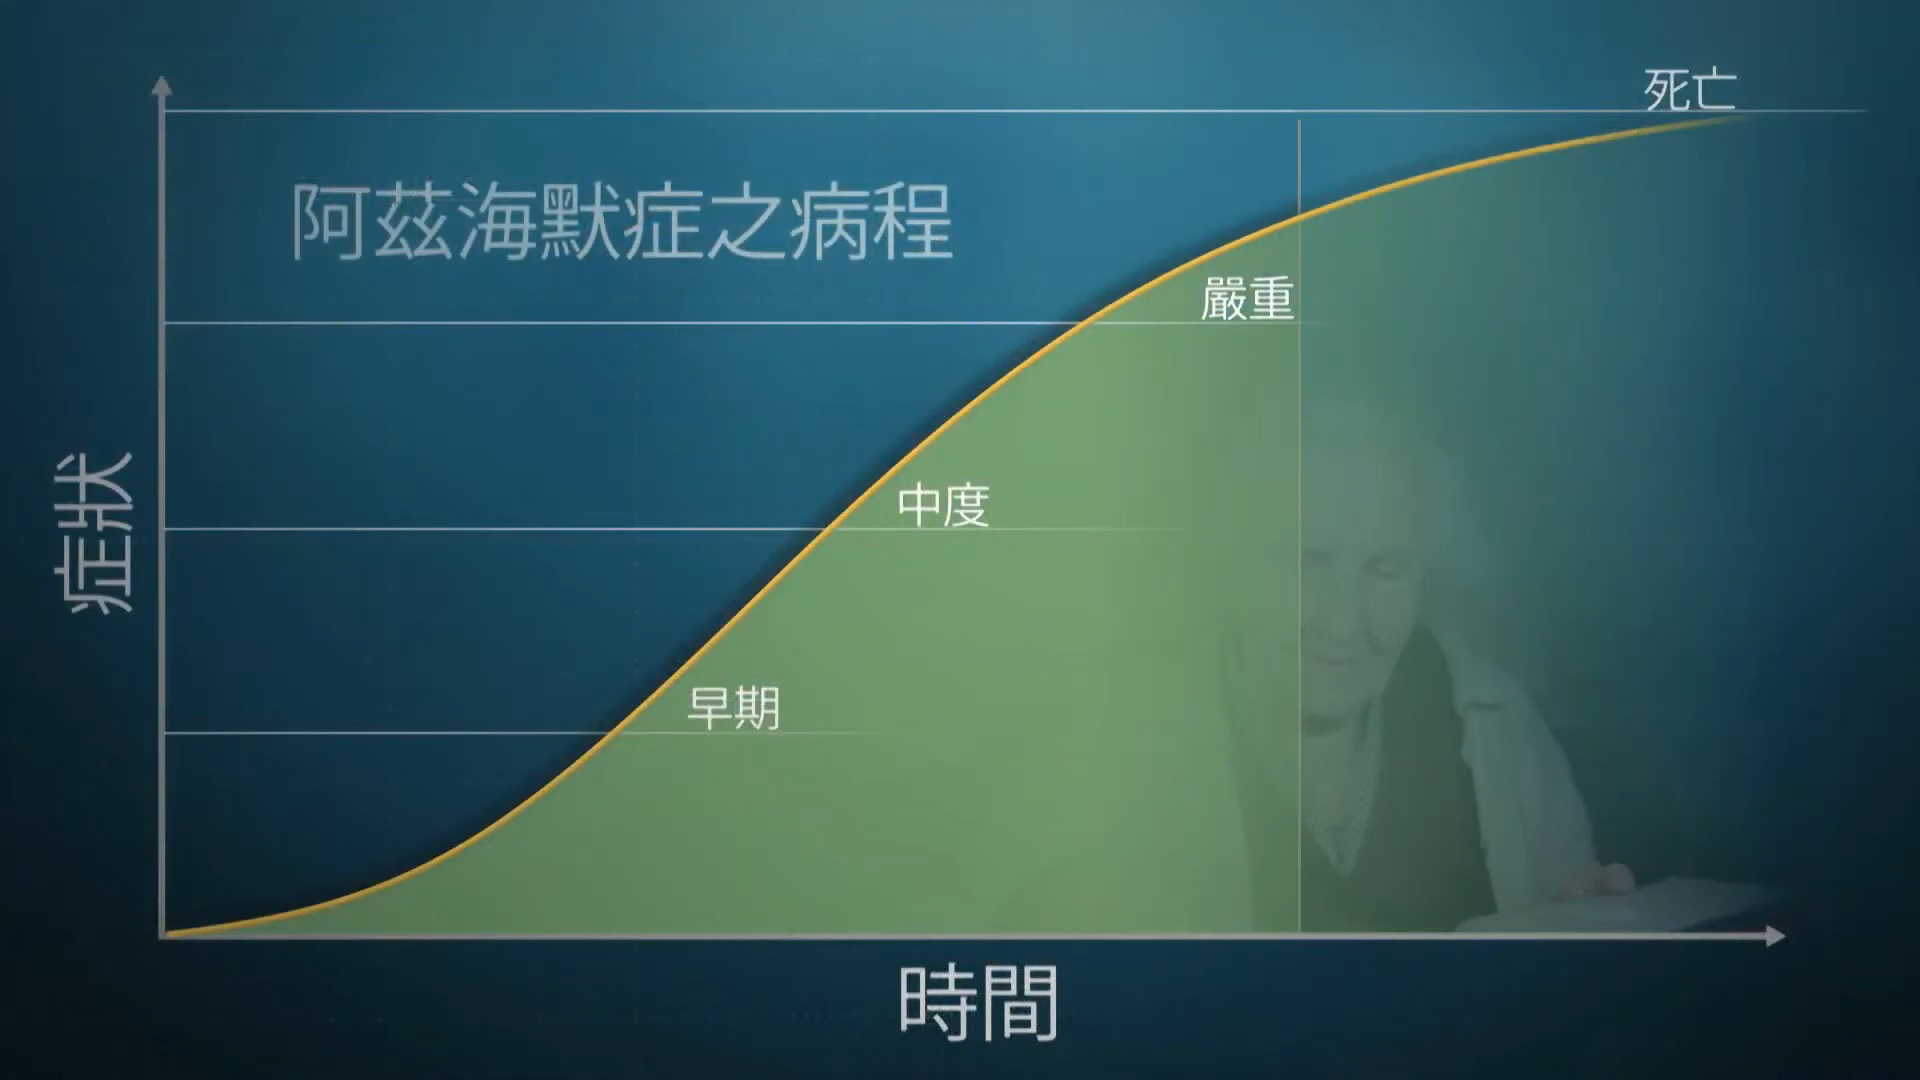 死亡
阿茲海默症之病程
嚴重
中度
症狀
早期
時間